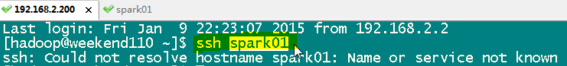 192.168.2.200 spark01
Last login: Fri Jan  9 22:23:07 2015 from 192.168.2.2
[hadoop@weekend110 ~]$ ssh spark01
ssh: Could not resolve hostname spark01: Name or service not known